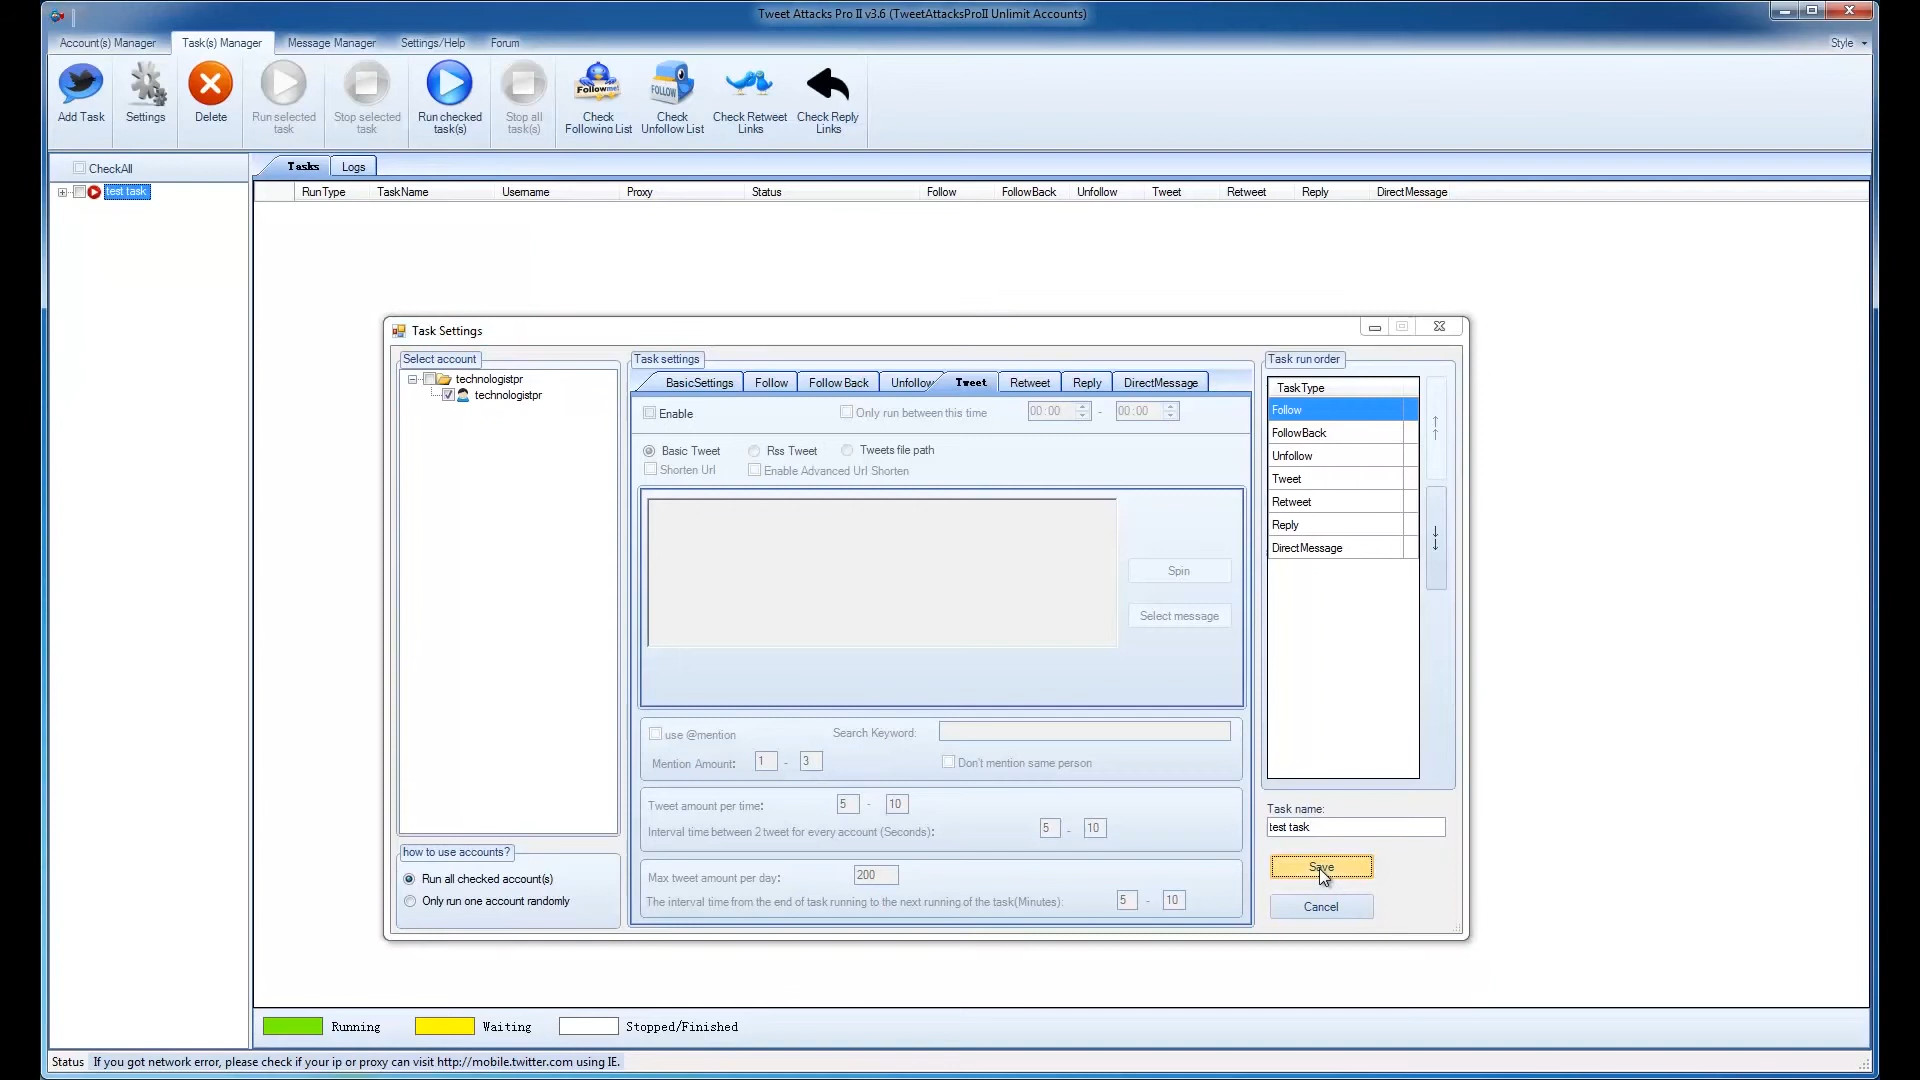 Tweet Attacks Pro II v3.6 (TweetAttacksProII Unlimit Accounts)
Account(s) Manager Task(s) Manager Message Manager Settings/Help Forum Style
Add Task Settings Delete Run selected task Stop selected task Run checked task(s) Stop all task(s) Check Following List Check Unfollow List Check Retweet Links Check Reply Links
Followme!
FOLLOW
CheckAll
Tasks Logs
test task
RunType TaskName Username Proxy Status Follow FollowBack Unfollow Tweet Retweet Reply DirectMessage
Task Settings
Select account
technologistpr
technologistpr
how to use accounts?
Run all checked account(s)
Only run one account randomly
Task settings
BasicSettings Follow Follow Back Unfollow Tweet Retweet Reply DirectMessage
Enable Only run between this time 00:00 - 00:00
Basic Tweet Rss Tweet Tweets file path
Shorten Url Enable Advanced Url Shorten
Spin
Select message
use @mention Search Keyword:
Mention Amount: 1 - 3 Don't mention same person
Tweet amount per time: 5 - 10
Interval time between 2 tweet for every account (Seconds): 5 - 10
Max tweet amount per day: 200
The interval time from the end of task running to the next running of the task(Minutes): 5 - 10
Task run order
TaskType
Follow
FollowBack
Unfollow
Tweet
Retweet
Reply
DirectMessage
Task name:
test task
Save
Cancel
Running Waiting Stopped/Finished
Status If you got network error, please check if your ip or proxy can visit http://mobile.twitter.com using IE.